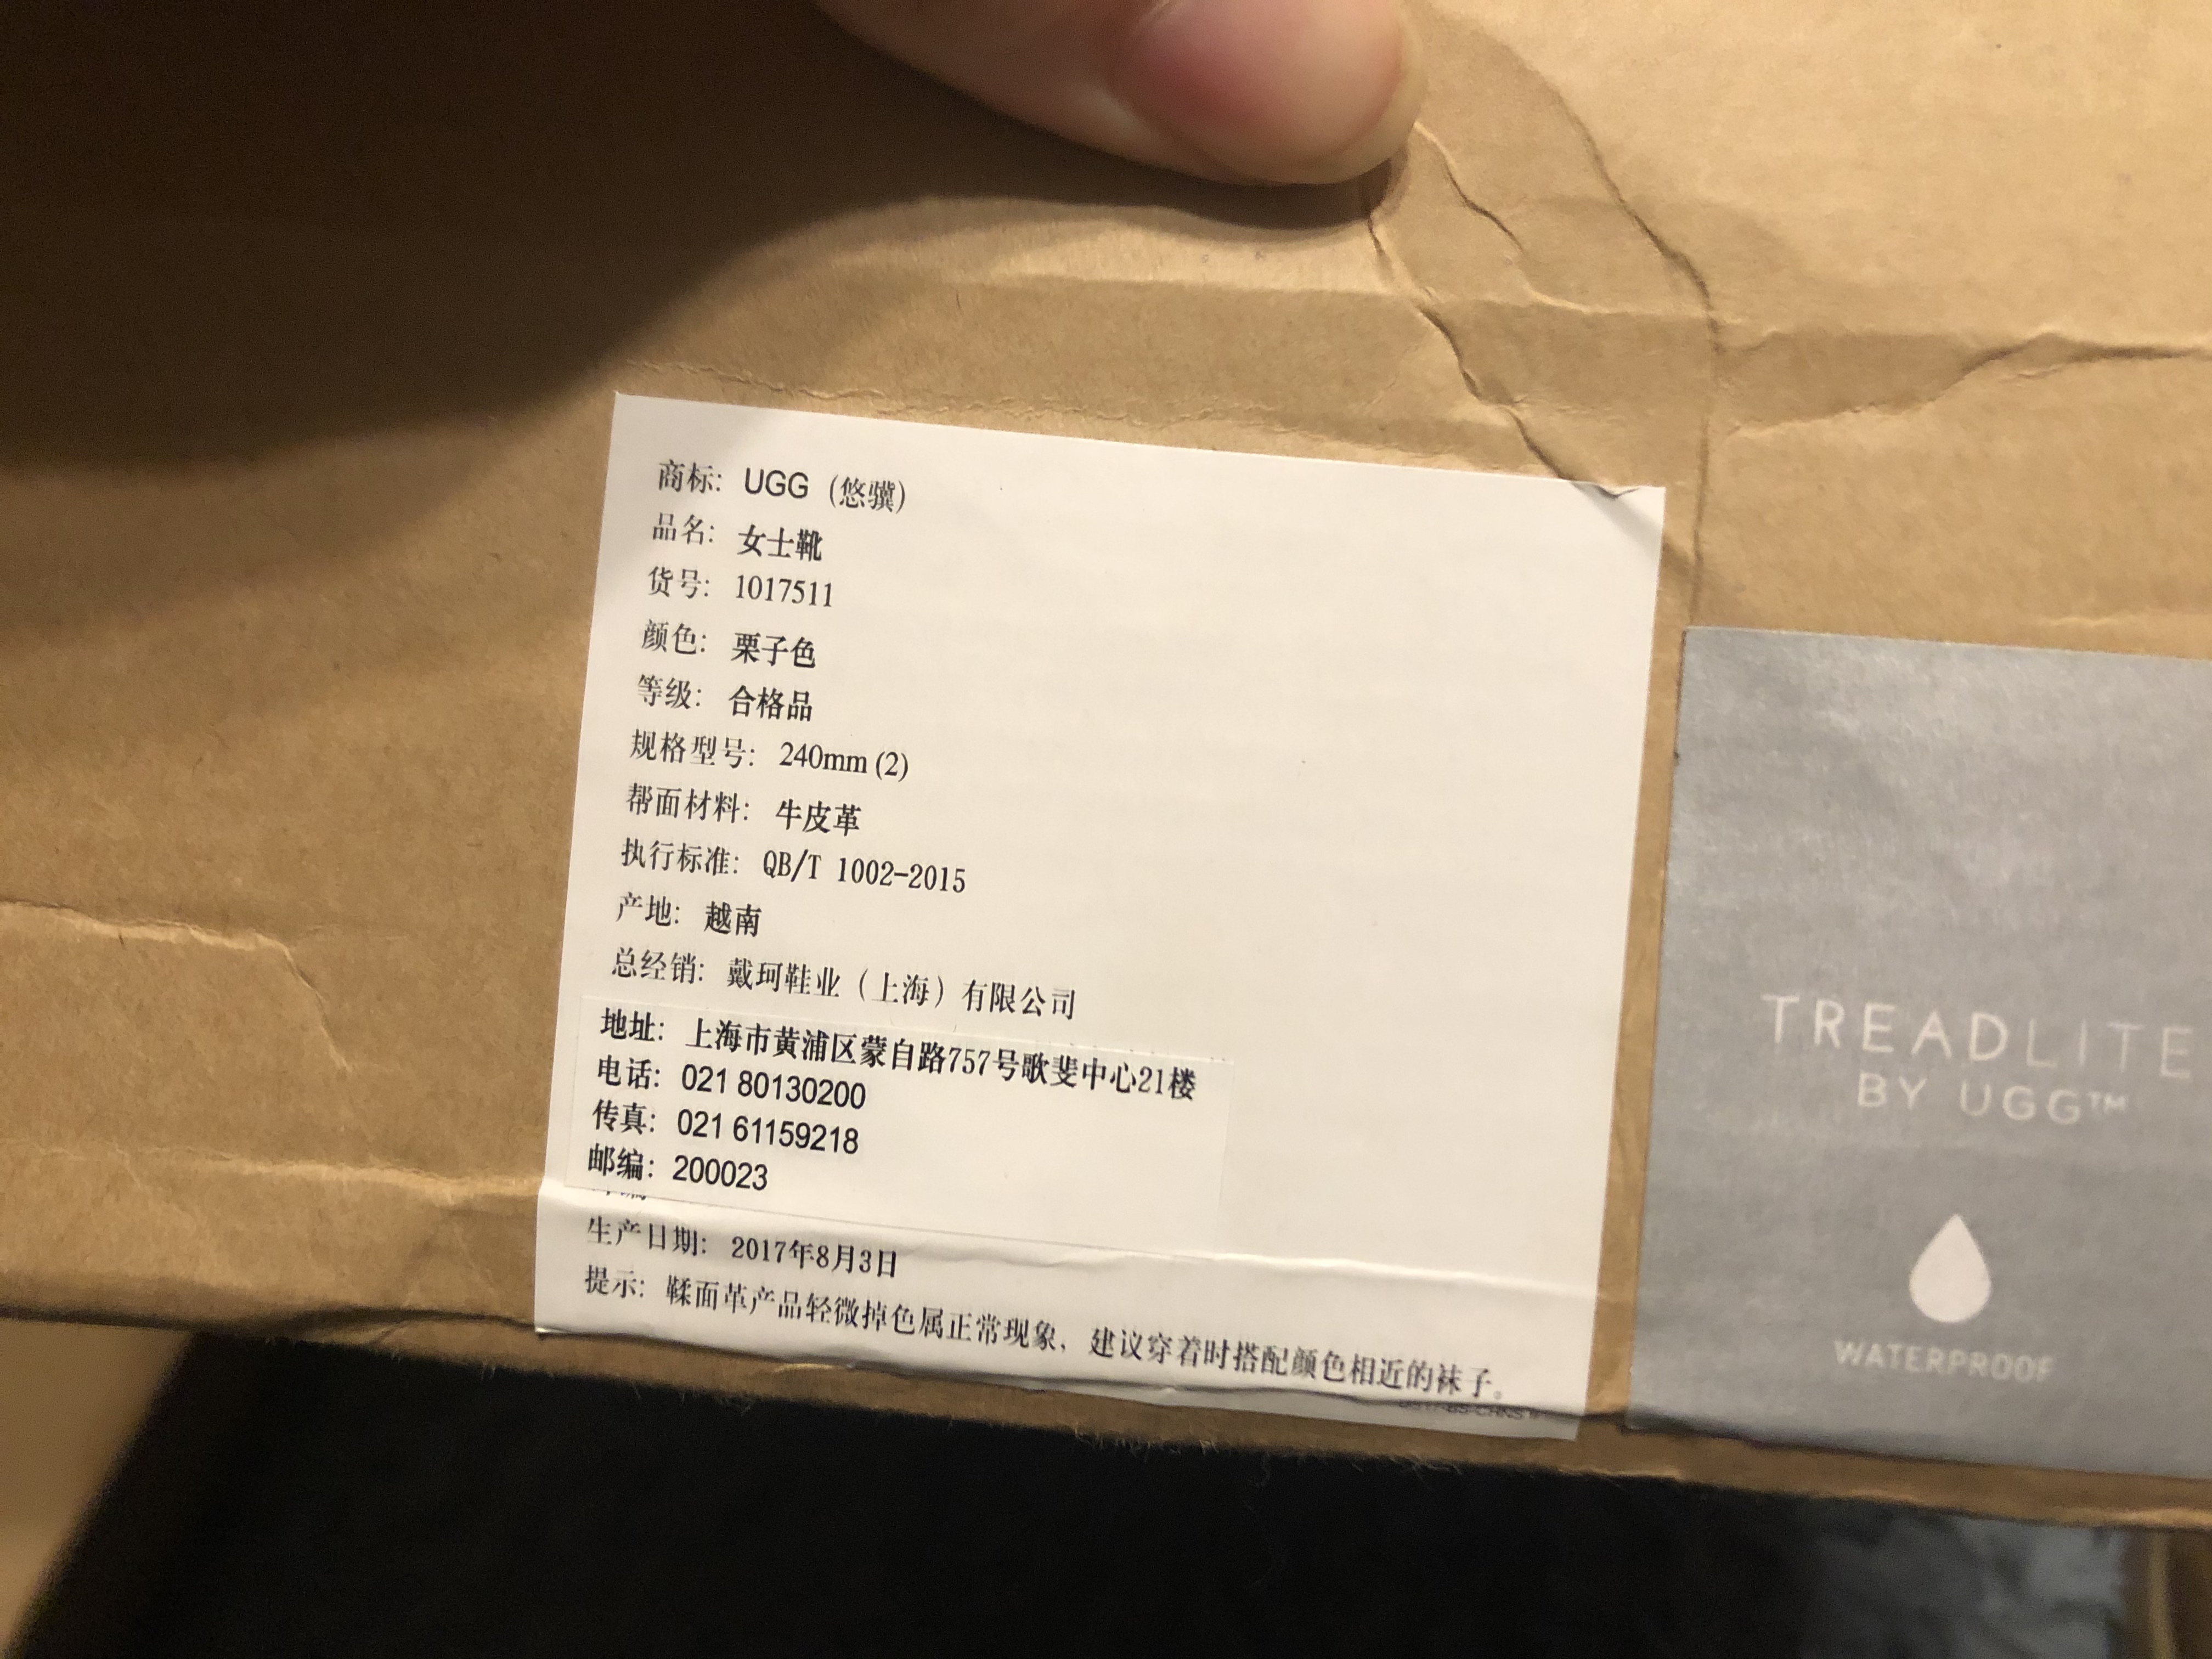 商标: UGG (悠骥)
品名: 女士靴
货号: 1017511
颜色: 栗子色
等级: 合格品
规格型号: 240mm (2)
帮面材料: 牛皮革
执行标准: QB/T 1002-2015
产地: 越南
总经销: 戴珂鞋业（上海）有限公司
地址: 上海市黄浦区蒙自路757号歌斐中心21楼
电话: 021 80130200
传真: 021 61159218
邮编: 200023
生产日期: 2017年8月3日
提示: 鞣面革产品轻微掉色属正常现象, 建议穿着时搭配颜色相近的袜子。
TREADLITE
BY UGG™
WATERPROOF